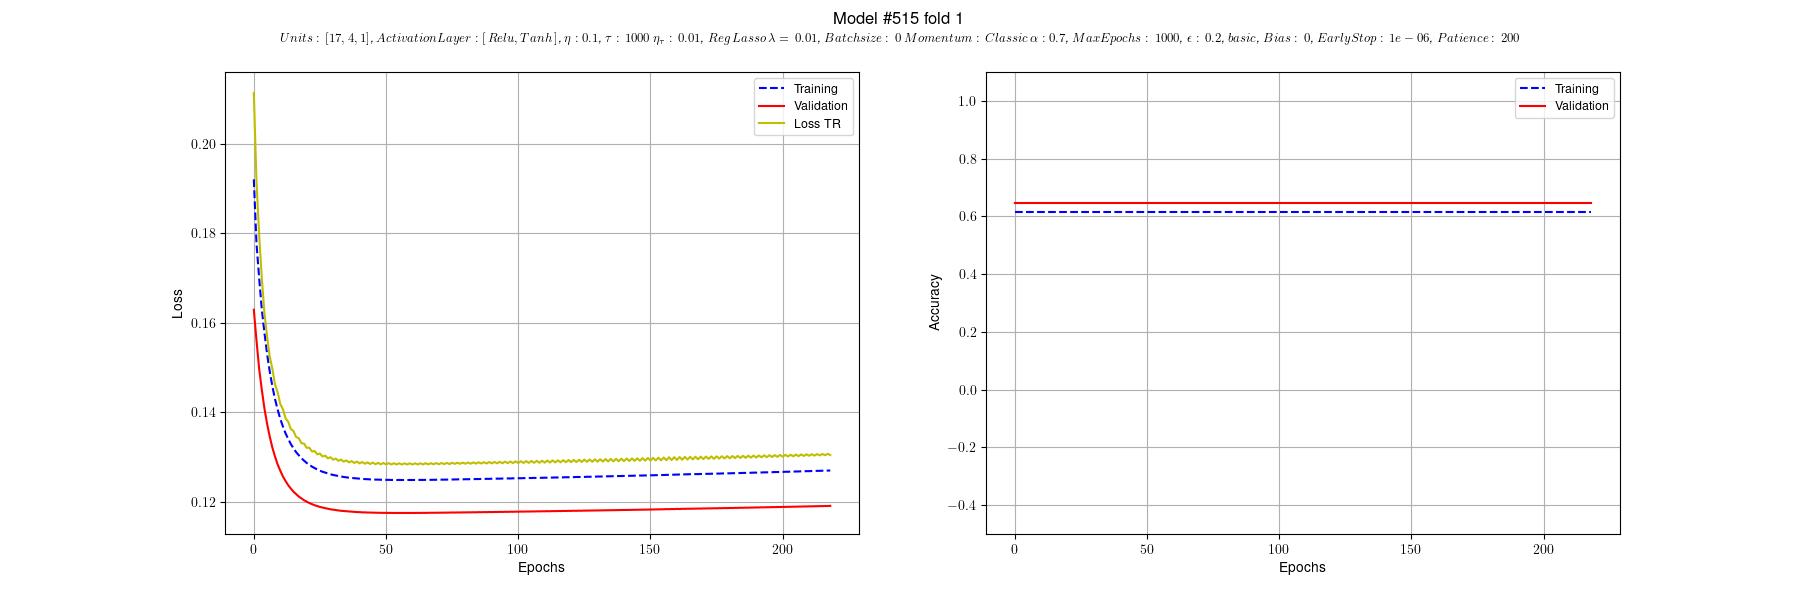 Model #515 fold 1
Units : [17, 4, 1], ActivationLayer : [Relu, Tanh], η : 0.1, τ : 1000 ητ : 0.01, Reg Lasso λ = 0.01, Batchsize : 0 Momentum : Classic α : 0.7, MaxEpochs : 1000, ϵ : 0.2, basic, Bias : 0, EarlyStop : 1e − 06, Patience : 200
Training
Validation
Loss TR
0.20
0.18
0.16
0.14
0.12
Loss
0 50 100 150 200
Epochs
Training
Validation
1.0
0.8
0.6
0.4
0.2
0.0
−0.2
−0.4
Accuracy
0 50 100 150 200
Epochs